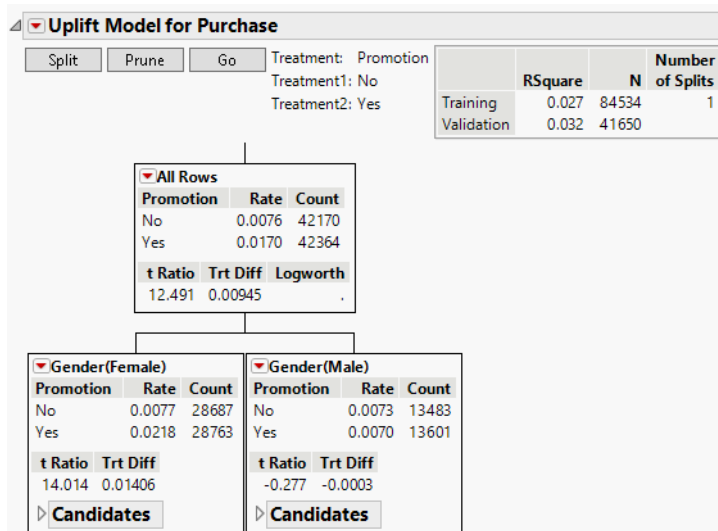 Uplift Model for Purchase
Split Prune Go
Treatment: Promotion
Treatment1: No
Treatment2: Yes
RSquare N Number of Splits
Training 0.027 84534 1
Validation 0.032 41650
All Rows
Promotion Rate Count
No 0.0076 42170
Yes 0.0170 42364
t Ratio Trt Diff Logworth
12.491 0.00945 .
Gender(Female)
Promotion Rate Count
No 0.0077 28687
Yes 0.0218 28763
t Ratio Trt Diff
14.014 0.01406
Candidates
Gender(Male)
Promotion Rate Count
No 0.0073 13483
Yes 0.0070 13601
t Ratio Trt Diff
-0.277 -0.0003
Candidates